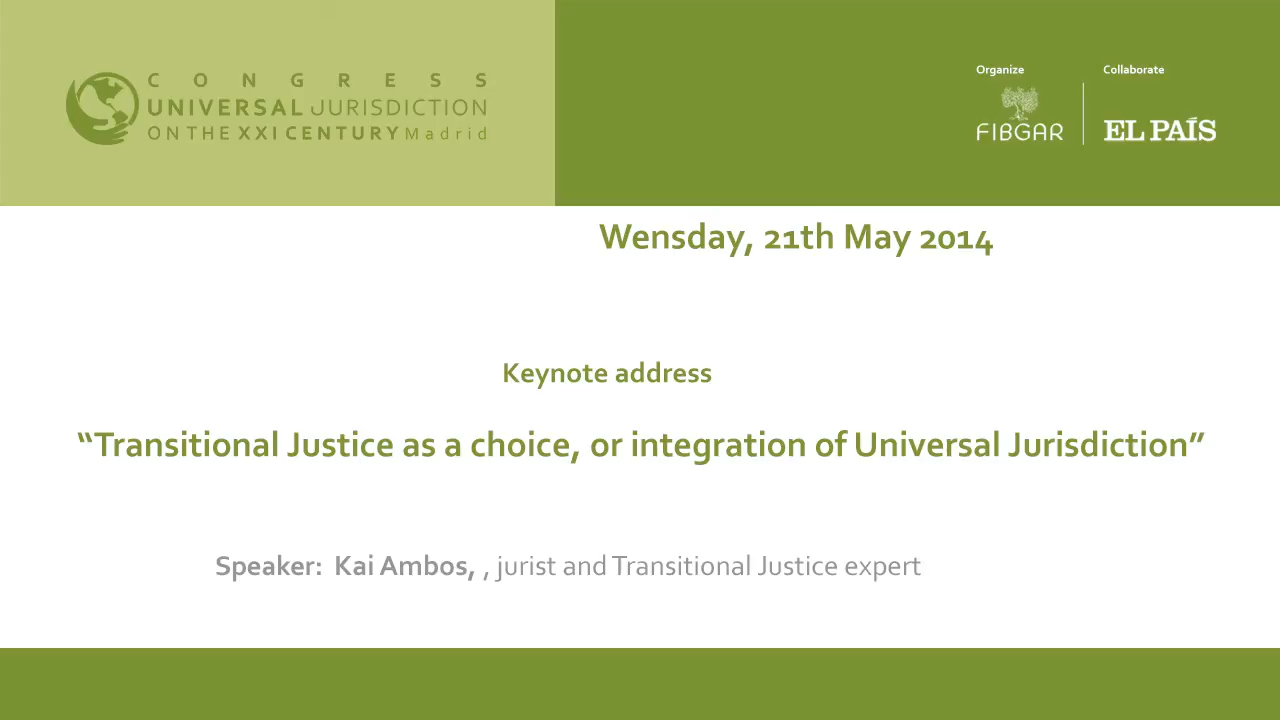 CONGRESS
UNIVERSAL JURISDICTION
ON THE XXI CENTURY Madrid
Organize
FIBGAR
Collaborate
EL PAÍS
Wensday, 21th May 2014
Keynote address
“Transitional Justice as a choice, or integration of Universal Jurisdiction”
Speaker: Kai Ambos, , jurist and Transitional Justice expert